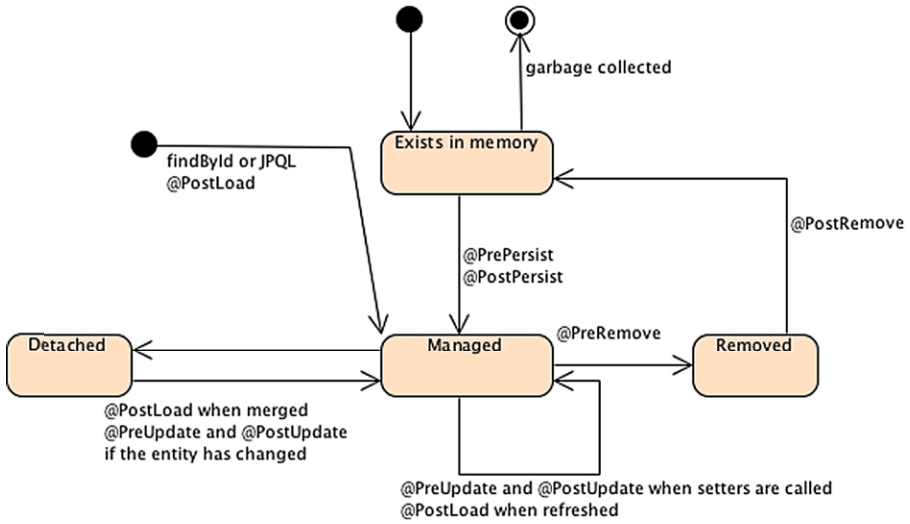 garbage collected
Exists in memory
findById or JPQL
@PostLoad
@PostRemove
@PrePersist
@PostPersist
@PreRemove
Detached
Managed
Removed
@PostLoad when merged
@PreUpdate and @PostUpdate
if the entity has changed
@PreUpdate and @PostUpdate when setters are called
@PostLoad when refreshed